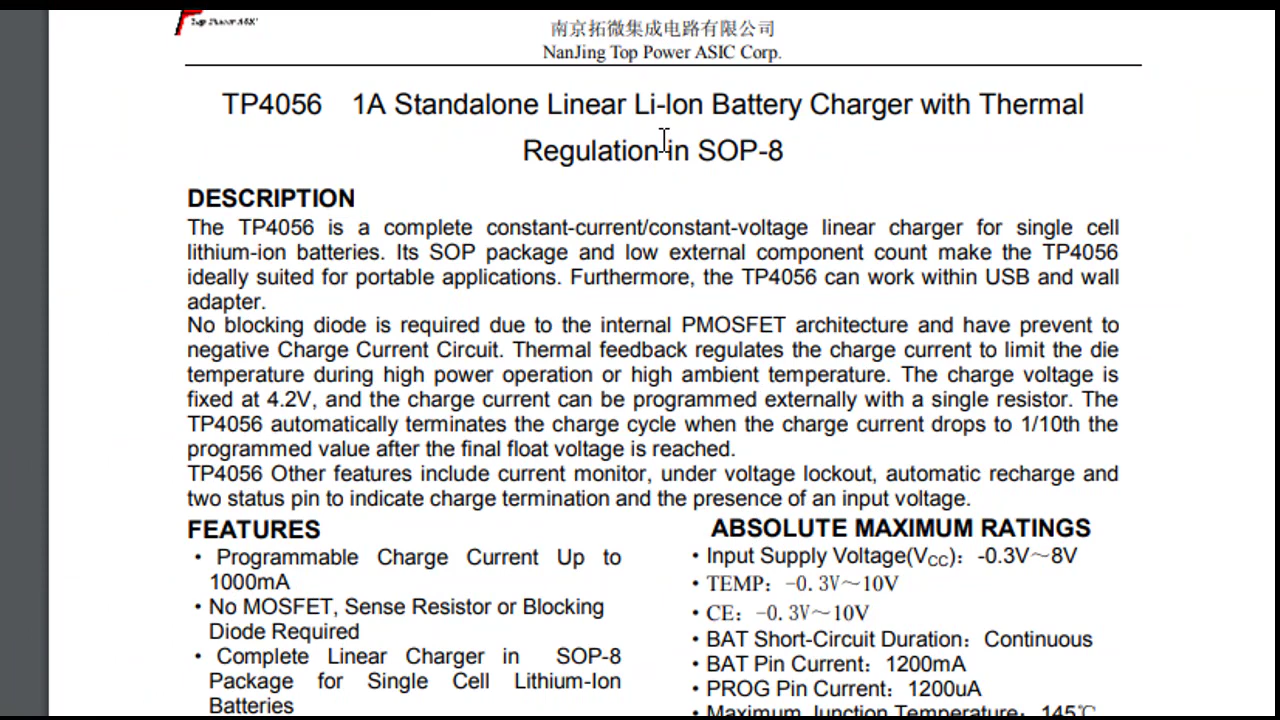 Top Power ASIC
南京拓微集成电路有限公司
NanJing Top Power ASIC Corp.
TP4056 1A Standalone Linear Li-lon Battery Charger with Thermal
Regulation in SOP-8
DESCRIPTION
The TP4056 is a complete constant-current/constant-voltage linear charger for single cell
lithium-ion batteries. Its SOP package and low external component count make the TP4056
ideally suited for portable applications. Furthermore, the TP4056 can work within USB and wall
adapter.
No blocking diode is required due to the internal PMOSFET architecture and have prevent to
negative Charge Current Circuit. Thermal feedback regulates the charge current to limit the die
temperature during high power operation or high ambient temperature. The charge voltage is
fixed at 4.2V, and the charge current can be programmed externally with a single resistor. The
TP4056 automatically terminates the charge cycle when the charge current drops to 1/10th the
programmed value after the final float voltage is reached.
TP4056 Other features include current monitor, under voltage lockout, automatic recharge and
two status pin to indicate charge termination and the presence of an input voltage.
FEATURES
• Programmable Charge Current Up to
1000mA
• No MOSFET, Sense Resistor or Blocking
Diode Required
• Complete Linear Charger in SOP-8
Package for Single Cell Lithium-Ion
Batteries
ABSOLUTE MAXIMUM RATINGS
• Input Supply Voltage(VCC)：-0.3V～8V
• TEMP：-0.3V～10V
• CE：-0.3V～10V
• BAT Short-Circuit Duration：Continuous
• BAT Pin Current：1200mA
• PROG Pin Current：1200uA
• Maximum Junction Temperature：145℃